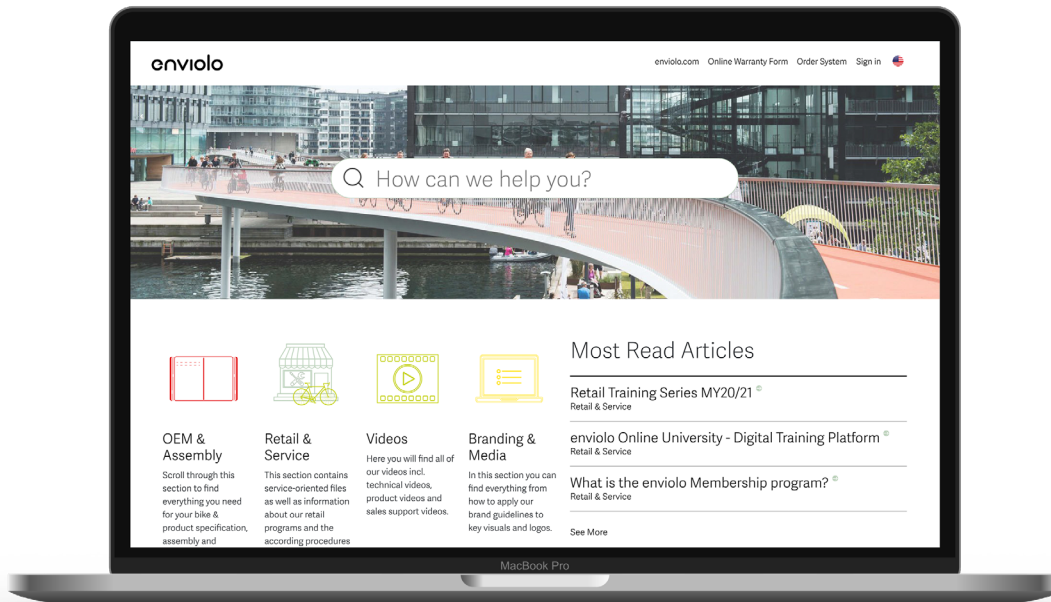 enviolo
enviolo.com Online Warranty Form Order System Sign in
How can we help you?
OEM &
Assembly
Scroll through this
section to find
everything you need
for your bike &
product specification,
assembly and
Retail &
Service
This section contains
service-oriented files
as well as information
about our retail
programs and the
according procedures
Videos
Here you will find all of
our videos incl.
technical videos,
product videos and
sales support videos.
Branding &
Media
In this section you can
find everything from
how to apply our
brand guidelines to
key visuals and logos.
Most Read Articles
Retail Training Series MY20/21 ©
Retail & Service
enviolo Online University - Digital Training Platform ©
Retail & Service
What is the enviolo Membership program? ©
Retail & Service
See More
MacBook Pro